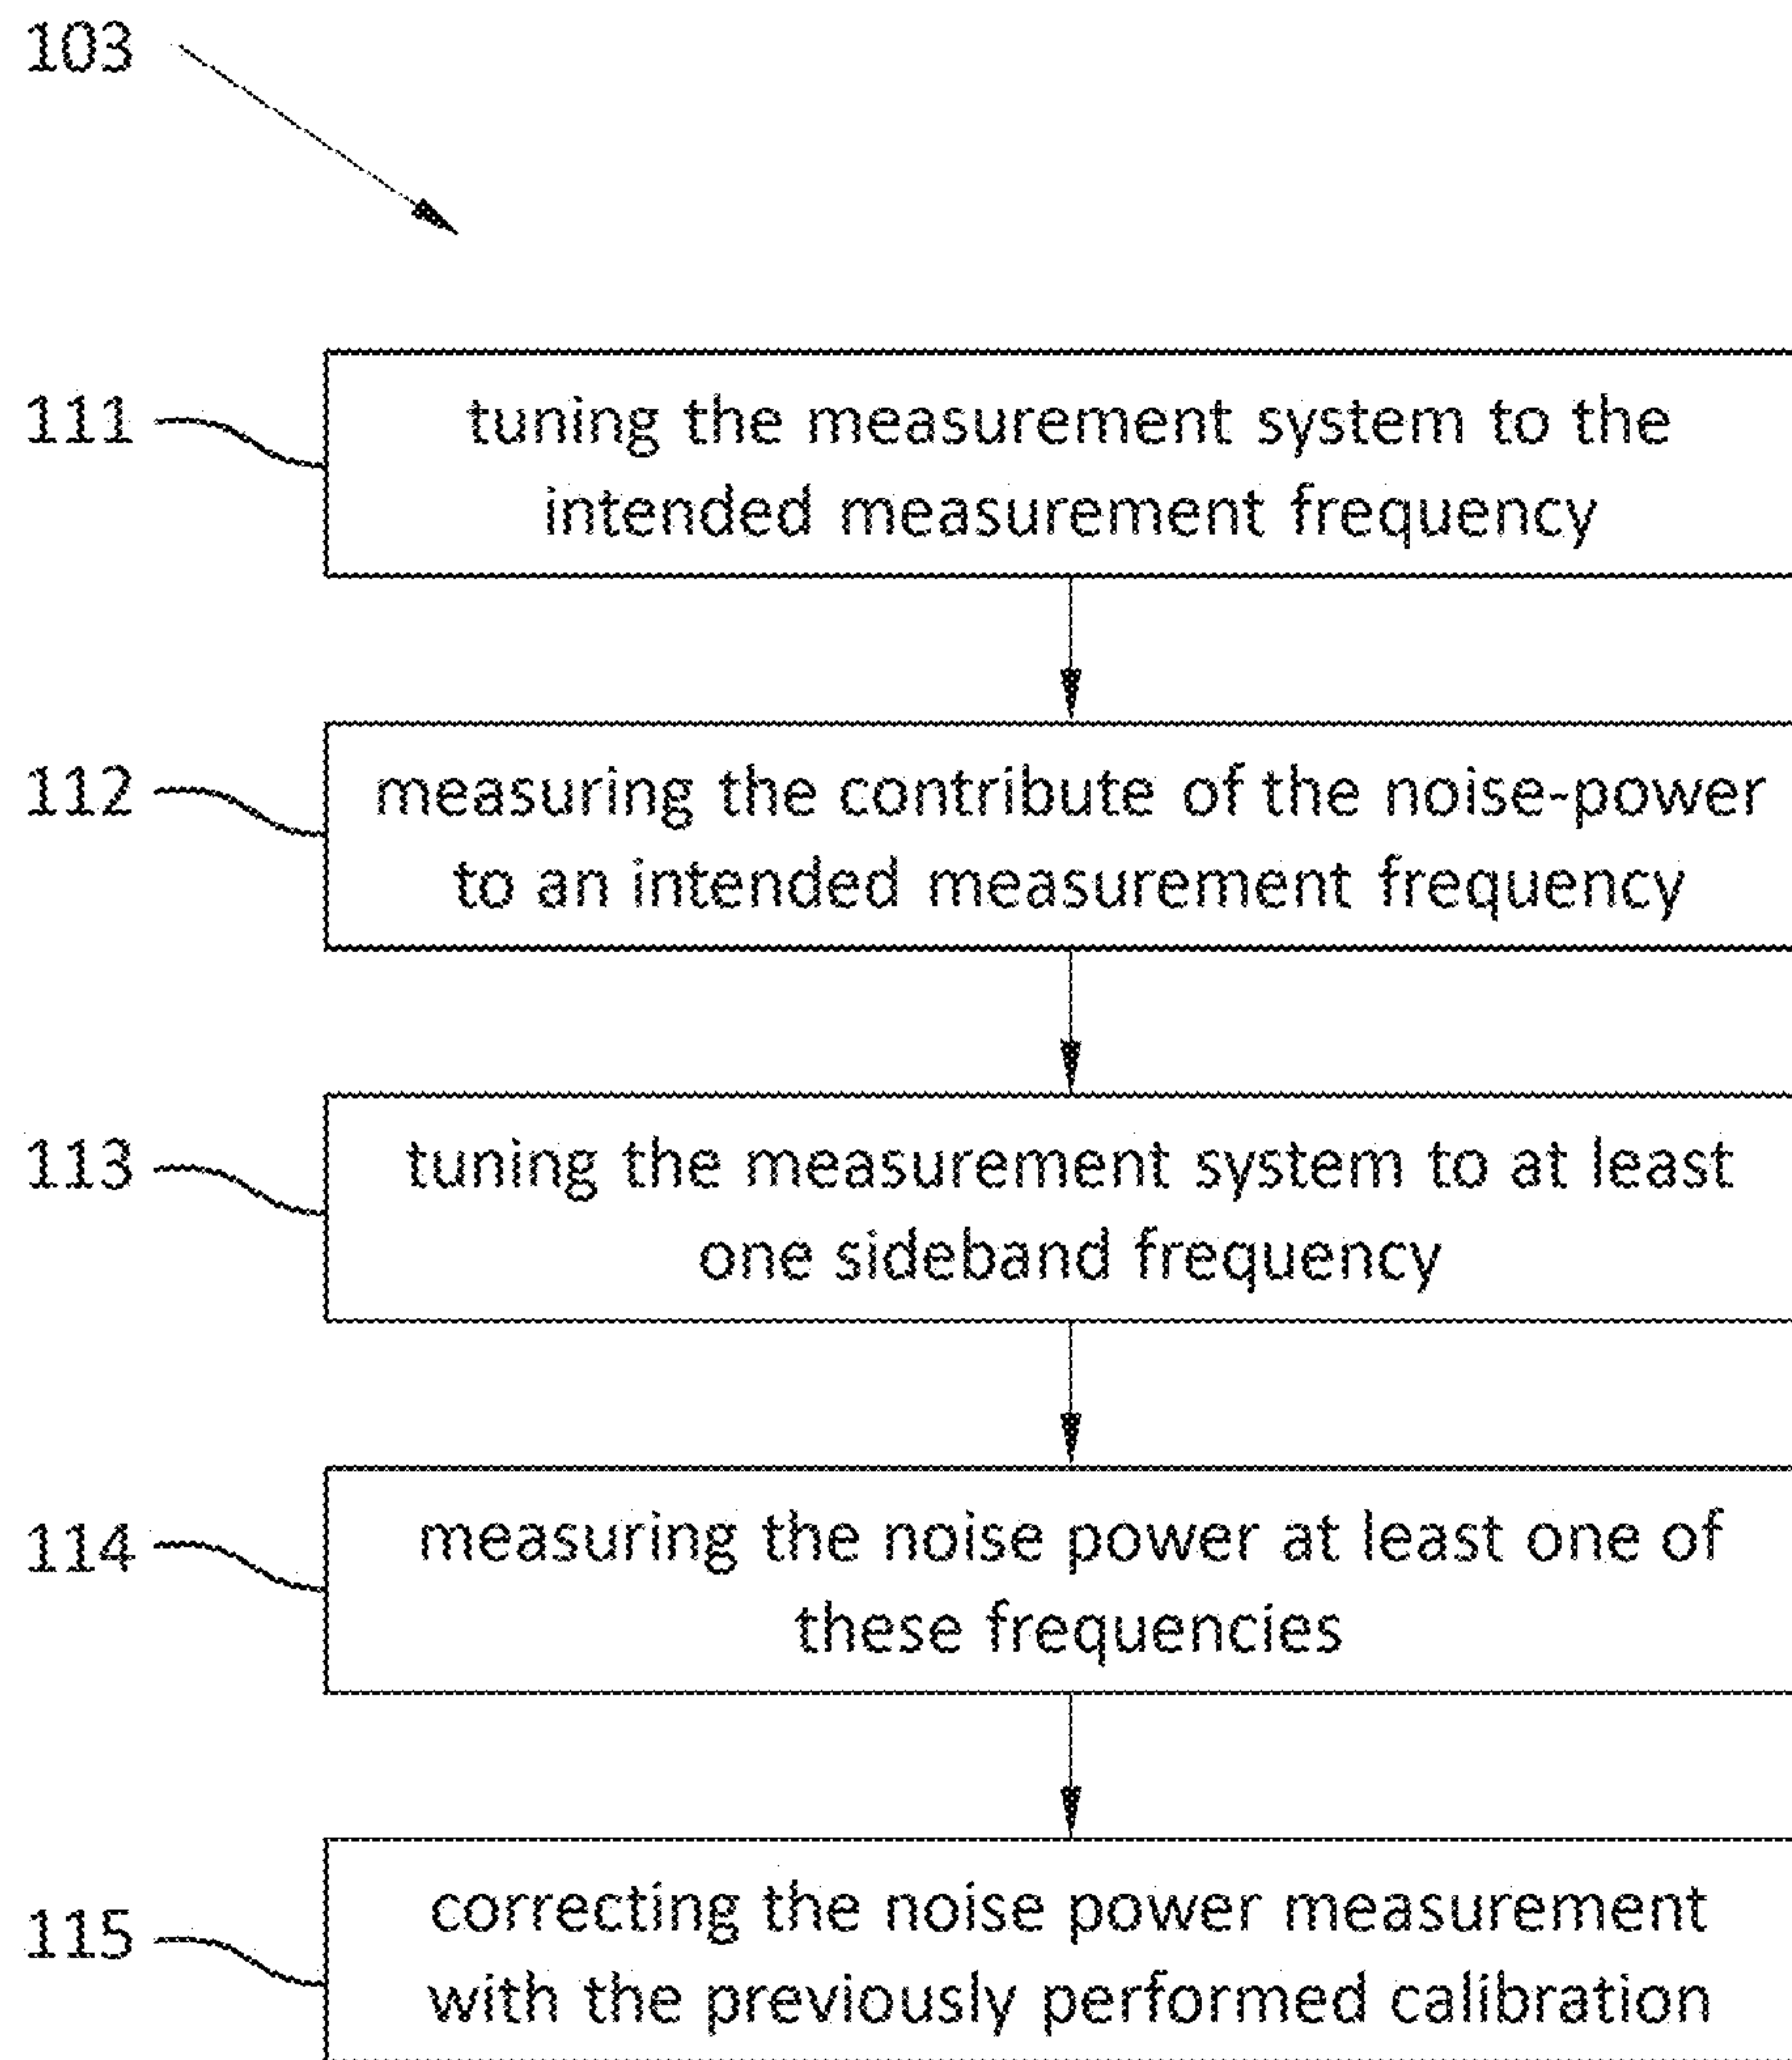 103
111
tuning the measurement system to the
intended measurement frequency
112
measuring the contribute of the noise-power
to an intended measurement frequency
113
tuning the measurement system to at least
one sideband frequency
114
measuring the noise power at least one of
these frequencies
115
correcting the noise power measurement
with the previously performed calibration